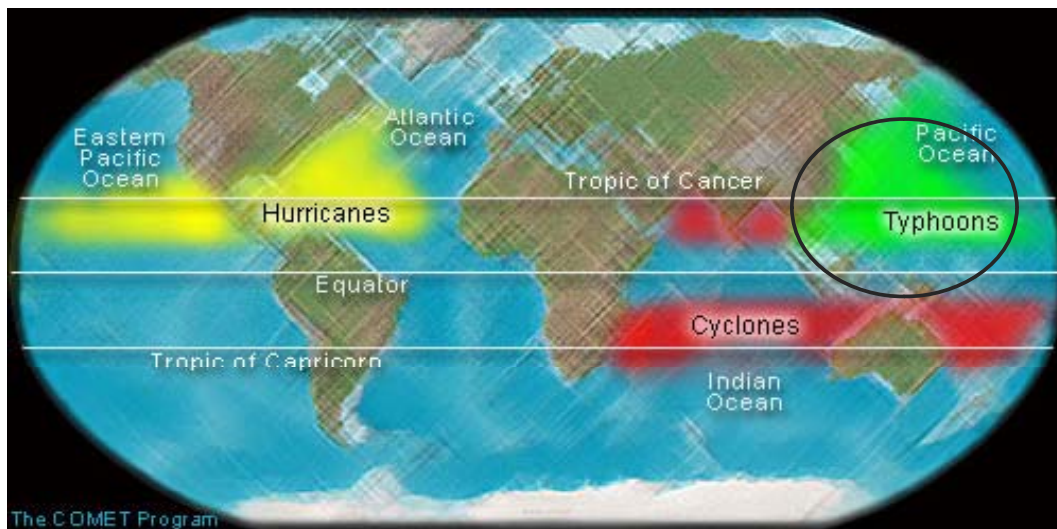 Atlantic
Ocean
Eastern
Pacific
Ocean
Pacific
Ocean
Tropic of Cancer
Hurricanes
Typhoons
Equator
Cyclones
Tropic of Capricorn
Indian
Ocean
The COMET Program